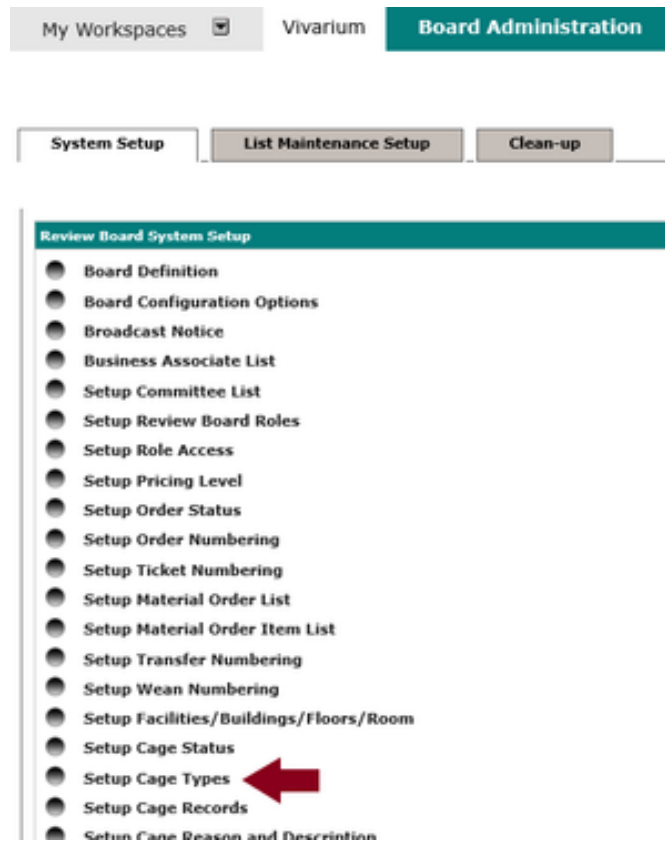 My Workspaces Vivarium Board Administration
System Setup List Maintenance Setup Clean-up
Review Board System Setup
Board Definition
Board Configuration Options
Broadcast Notice
Business Associate List
Setup Committee List
Setup Review Board Roles
Setup Role Access
Setup Pricing Level
Setup Order Status
Setup Order Numbering
Setup Ticket Numbering
Setup Material Order List
Setup Material Order Item List
Setup Transfer Numbering
Setup Wean Numbering
Setup Facilities/Buildings/Floors/Room
Setup Cage Status
Setup Cage Types
Setup Cage Records
Setup Cage Reason and Description